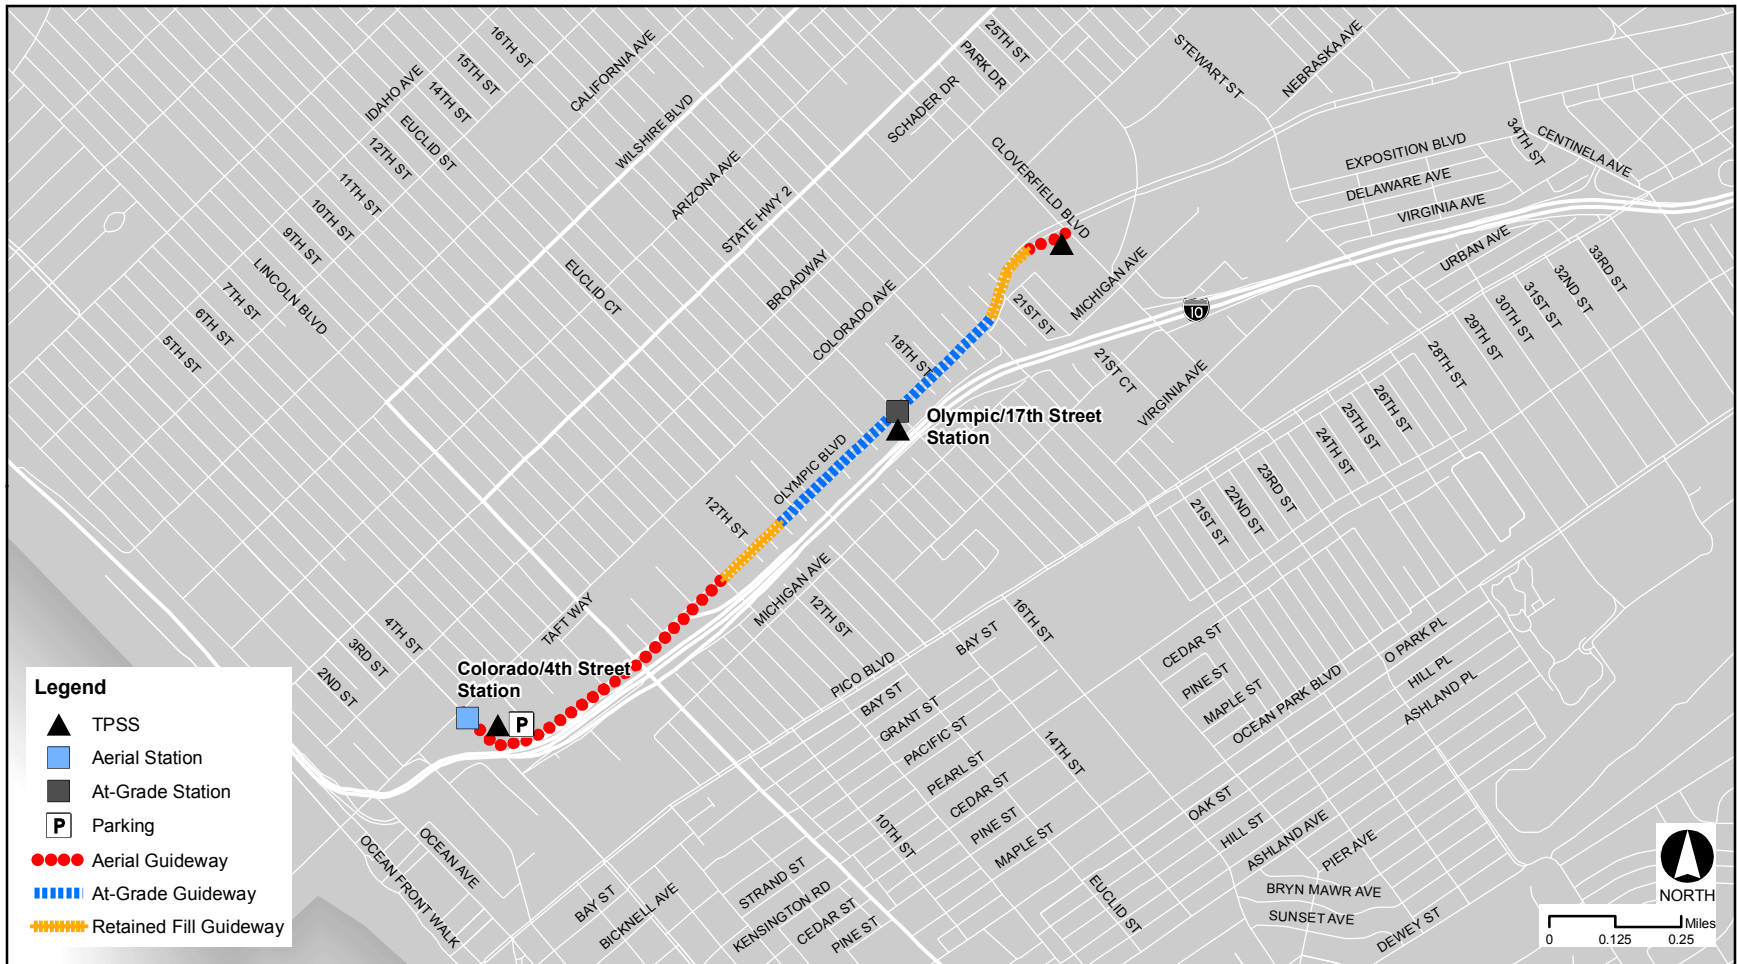 16TH ST
15TH ST
14TH ST
IDAHO AVE
EUCLID ST
12TH ST
11TH ST
10TH ST
9TH ST
LINCOLN BLVD
7TH ST
6TH ST
5TH ST
CALIFORNIA AVE
WILSHIRE BLVD
ARIZONA AVE
STATE HWY 2
EUCLID CT
BROADWAY
COLORADO AVE
25TH ST
PARK DR
SCHADER DR
CLOVERFIELD BLVD
STEWART ST
NEBRASKA AVE
34TH ST
CENTINELA AVE
EXPOSITION BLVD
DELAWARE AVE
VIRGINIA AVE
URBAN AVE
33RD ST
32ND ST
31ST ST
30TH ST
29TH ST
28TH ST
MICHIGAN AVE
21ST ST
10
18TH ST
21ST CT
VIRGINIA AVE
26TH ST
25TH ST
24TH ST
23RD ST
22ND ST
21ST ST
Olympic/17th Street
Station
OLYMPIC BLVD
12TH ST
MICHIGAN AVE
TAFT WAY
12TH ST
4TH ST
3RD ST
2ND ST
Colorado/4th Street
Station
P
PICO BLVD
BAY ST
16TH ST
BAY ST
GRANT ST
PACIFIC ST
PEARL ST
CEDAR ST
PINE ST
MAPLE ST
14TH ST
10TH ST
CEDAR ST
PINE ST
MAPLE ST
OCEAN PARK BLVD
O PARK PL
HILL PL
ASHLAND PL
OAK ST
HILL ST
ASHLAND AVE
PIER AVE
BRYN MAWR AVE
SUNSET AVE
DEWEY ST
EUCLID ST
STRAND ST
KENSINGTON RD
CEDAR ST
PINE ST
BAY ST
BICKNELL AVE
OCEAN AVE
OCEAN FRONT WALK
Legend
TPSS
Aerial Station
At-Grade Station
P Parking
Aerial Guideway
At-Grade Guideway
Retained Fill Guideway
NORTH
Miles
0 0.125 0.25